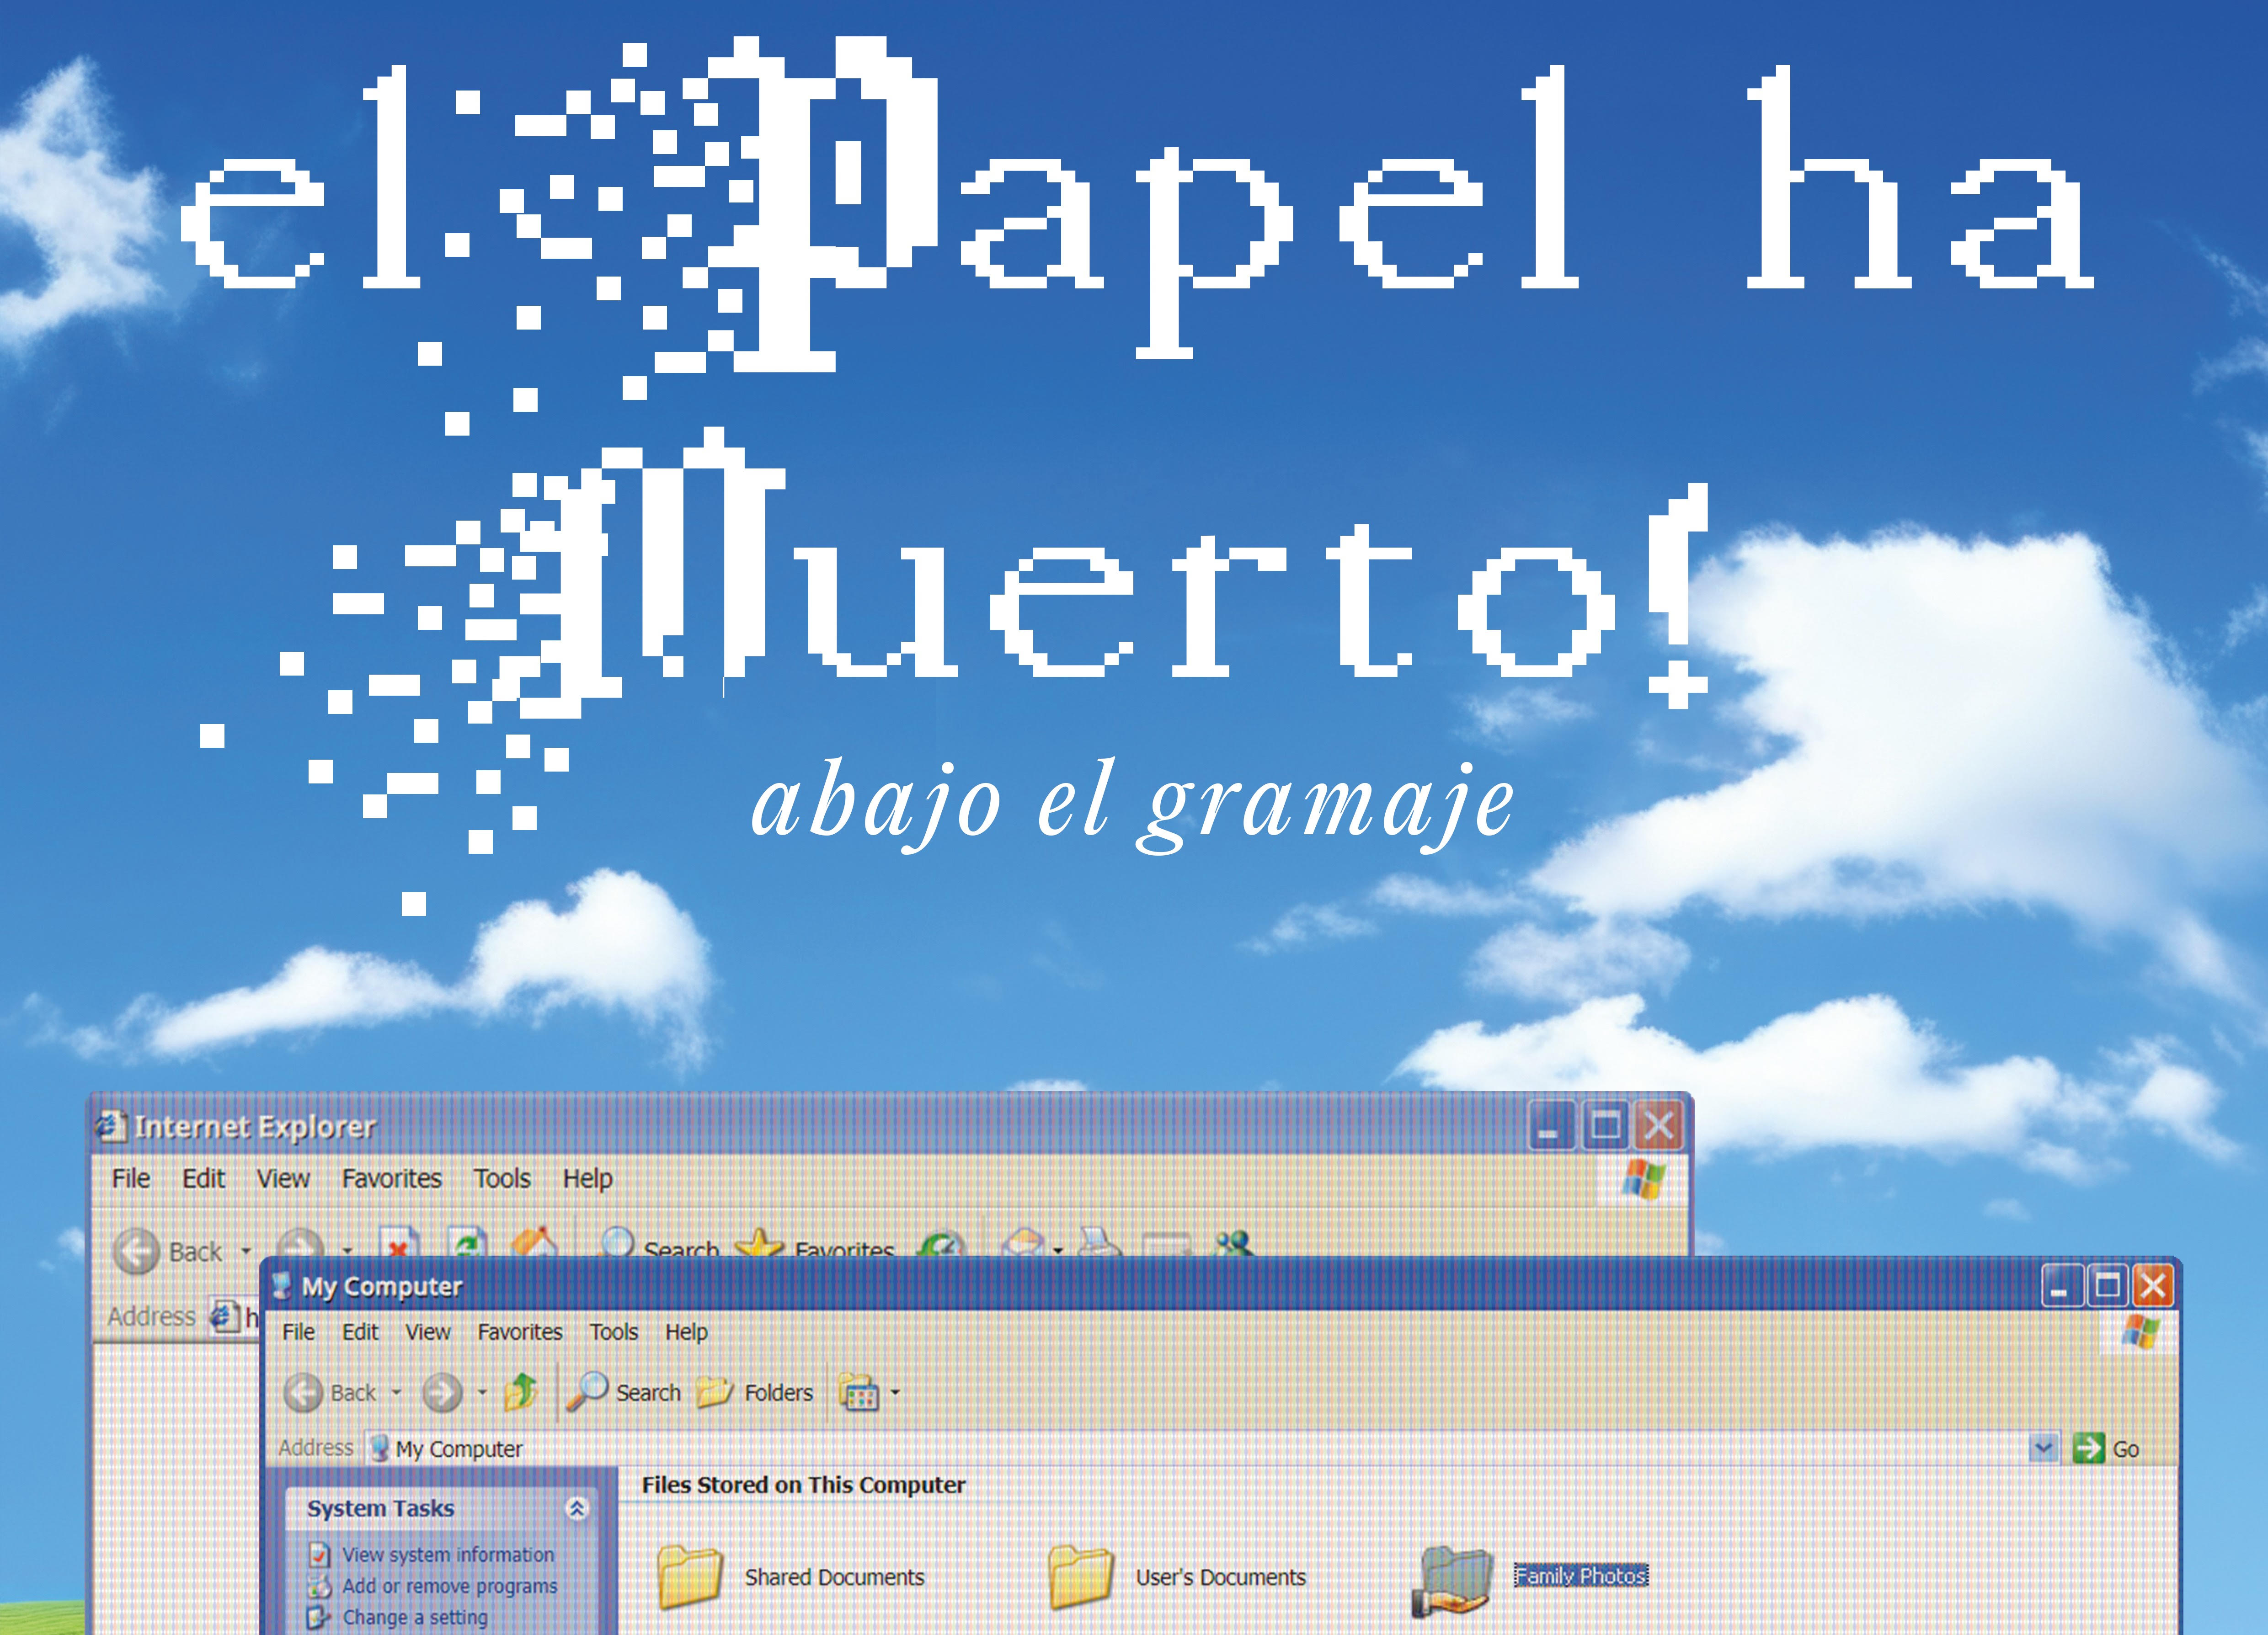 el Papel ha
Muerto!
abajo el gramaje
Internet Explorer
File Edit View Favorites Tools Help
Back Search Favorites
Address h
My Computer
File Edit View Favorites Tools Help
Back Search Folders
Address My Computer Go
Files Stored on This Computer
System Tasks
View system information
Add or remove programs
Change a setting
Shared Documents User's Documents Family Photos